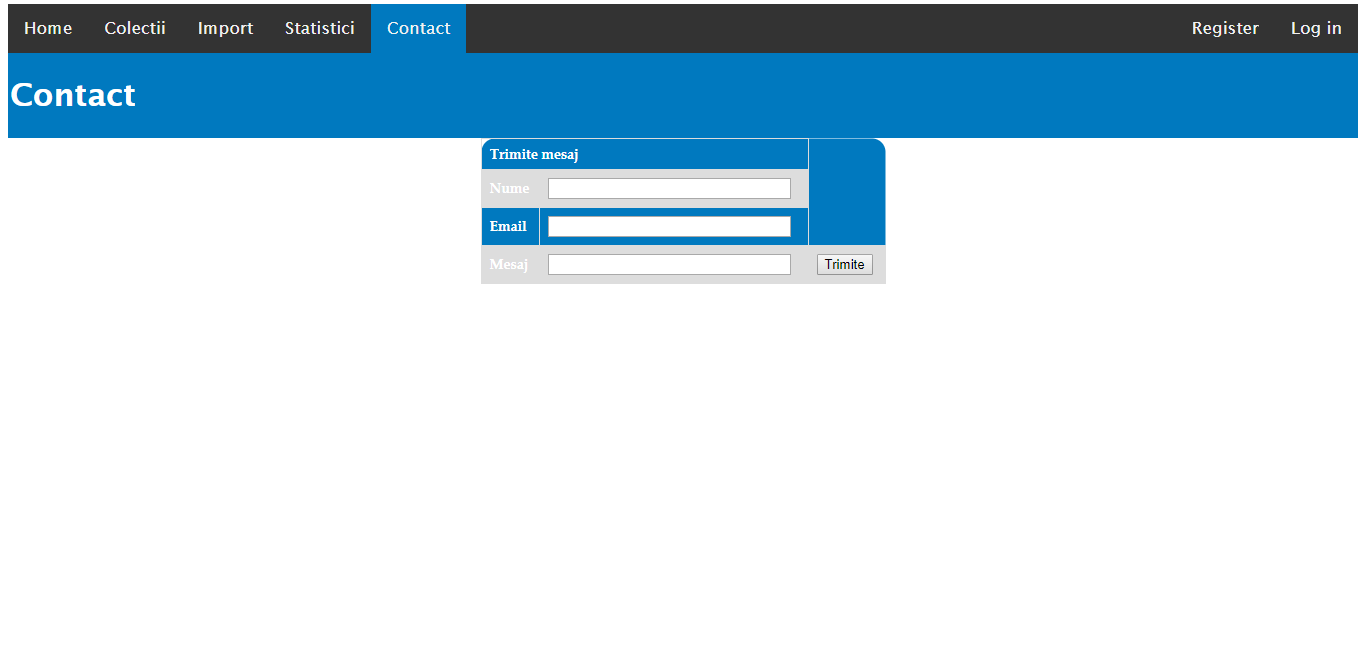 Home Colectii Import Statistici Contact Register Log in
Contact
Trimite mesaj
Nume
Email
Mesaj Trimite